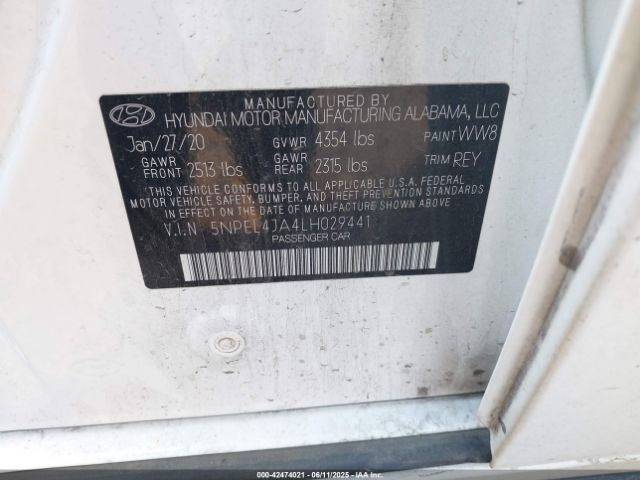 MANUFACTURED BY
HYUNDAI MOTOR MANUFACTURING ALABAMA, LLC
Jan/27/20 GVWR 4354 lbs PAINT WW8
GAWR FRONT 2513 lbs GAWR REAR 2315 lbs TRIM REY
THIS VEHICLE CONFORMS TO ALL APPLICABLE U.S.A. FEDERAL
MOTOR VEHICLE SAFETY, BUMPER, AND THEFT PREVENTION STANDARDS
IN EFFECT ON THE DATE OF MANUFACTURE SHOWN ABOVE.
V.I.N 5NPEL4JA4LH029441
PASSENGER CAR
000-42474021 - 06/11/2025 - IAAI.com